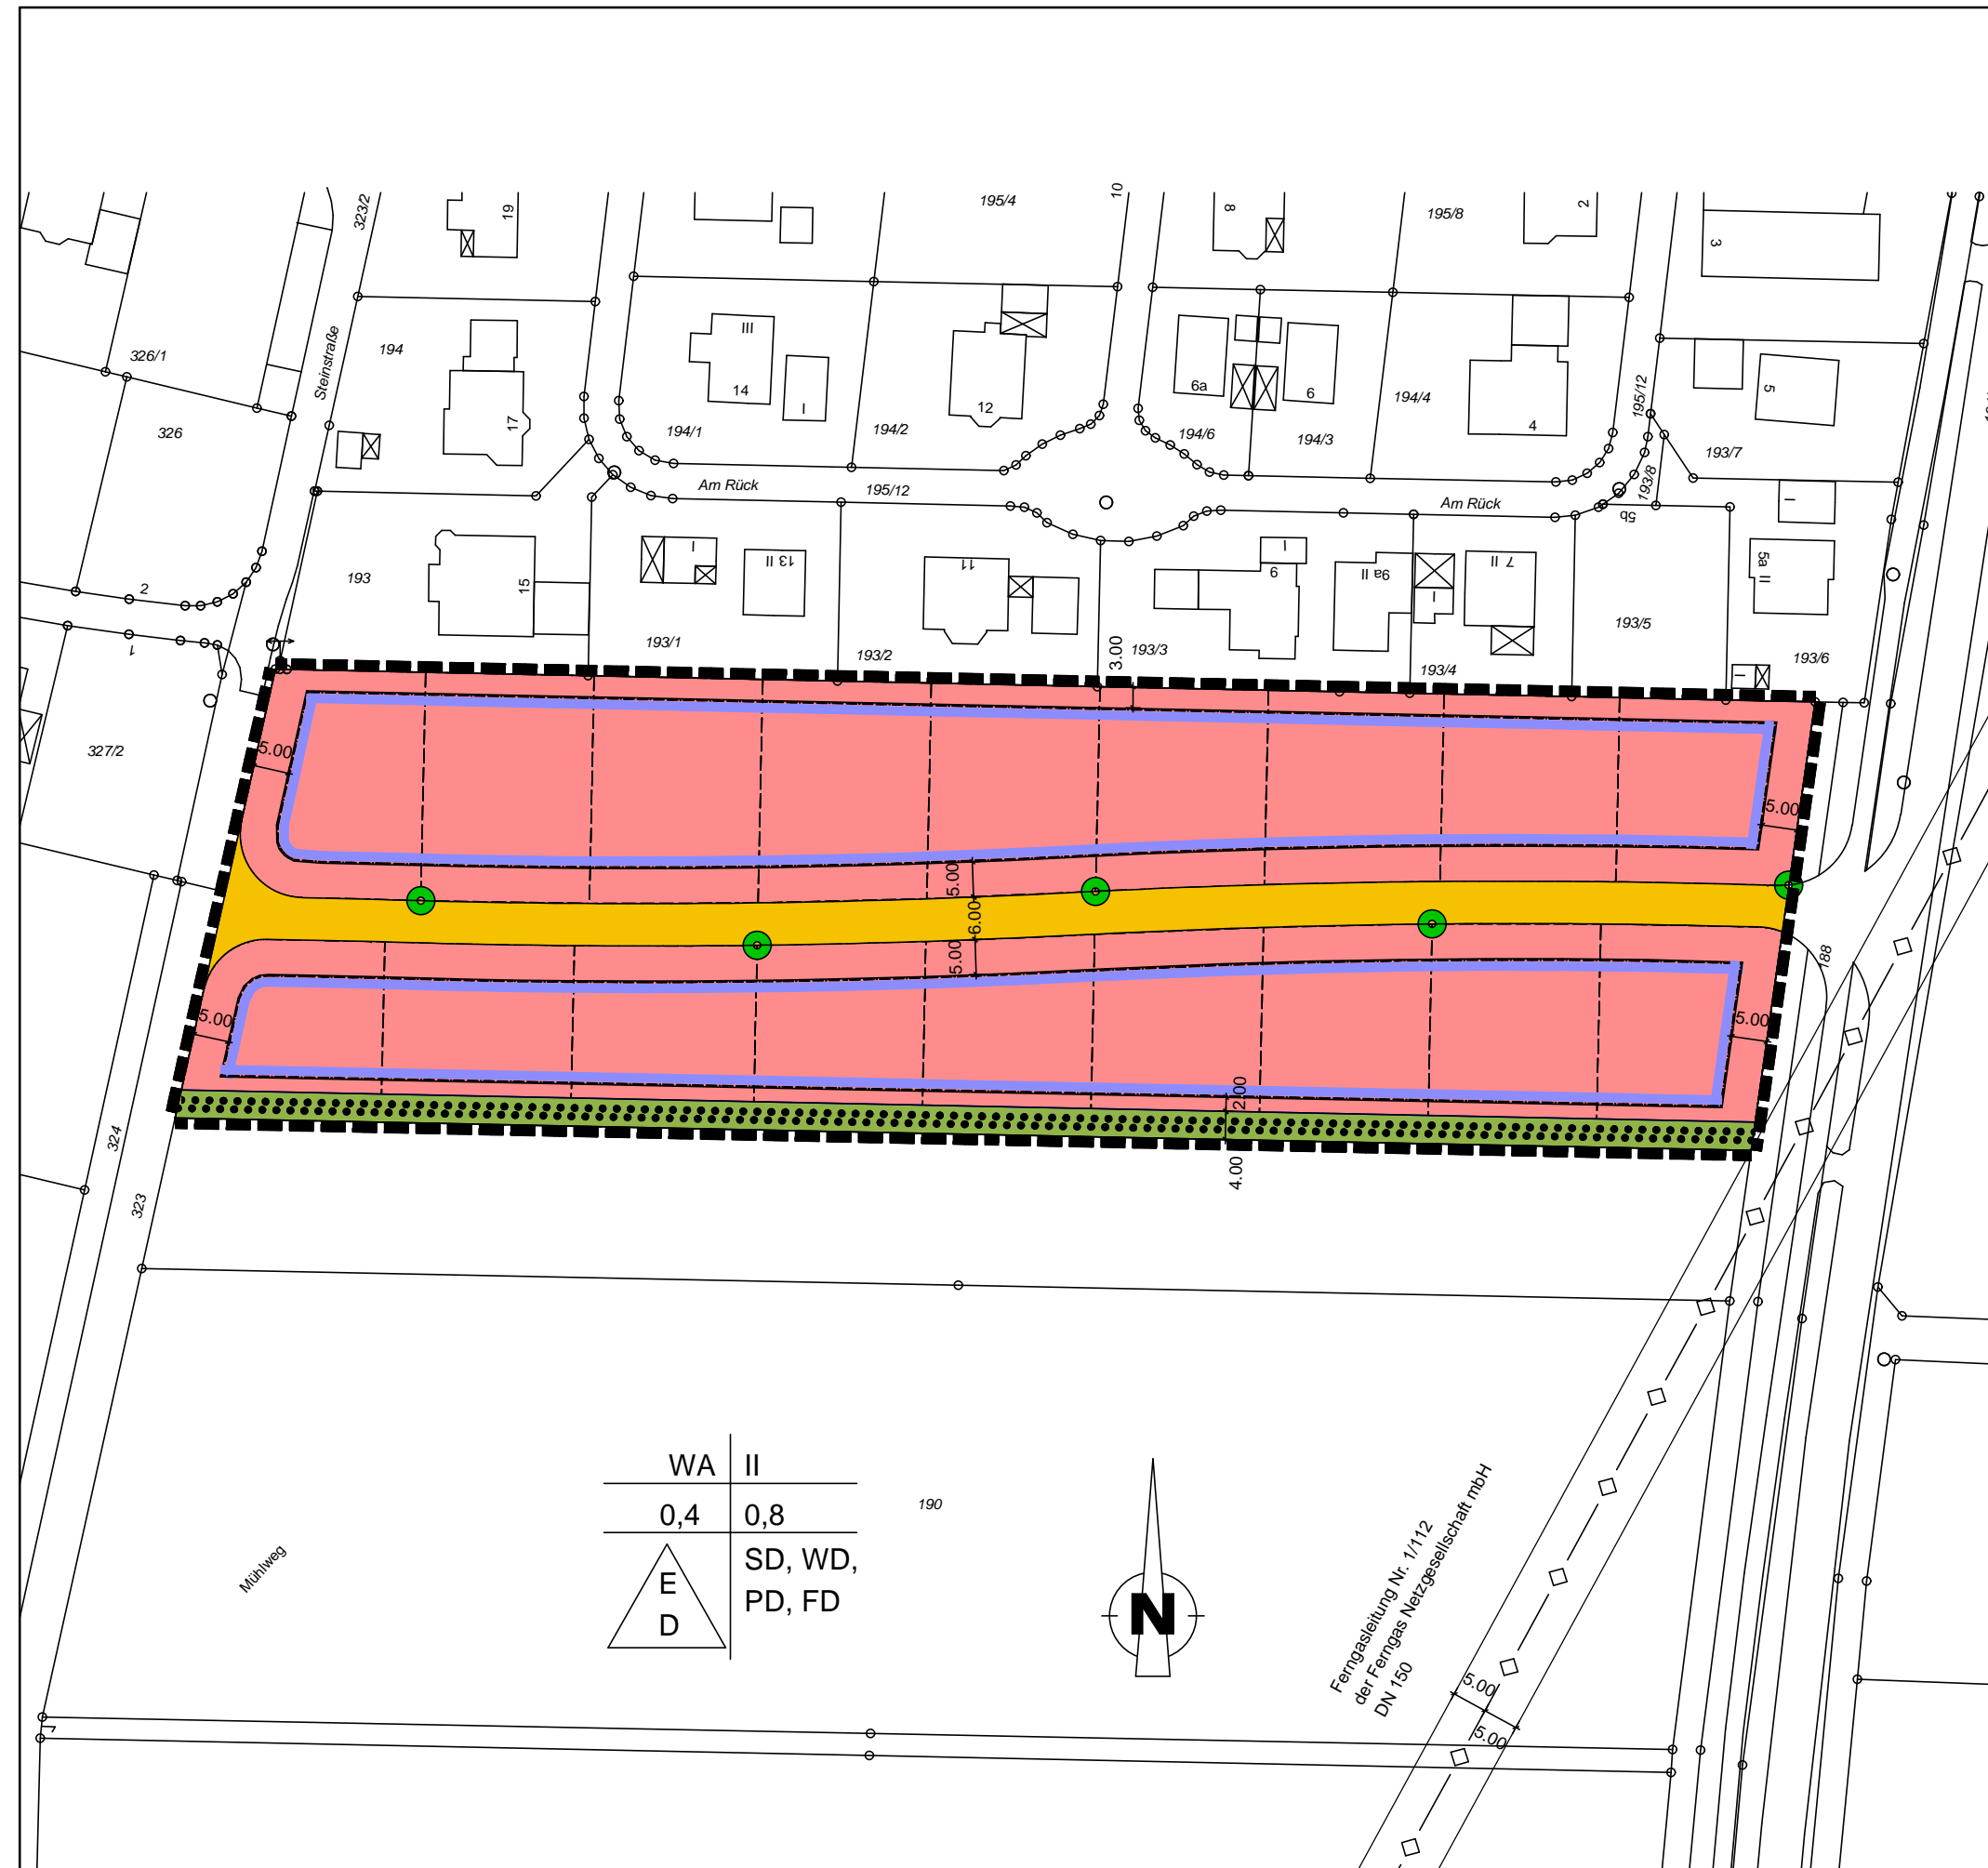 195/4
10
195/8
323/2
19
8
2
3
326/1
Steinstraße
194
III
14
I
12
6a
6
194/4
4
195/12
5
326
17
194/1
194/2
194/6
194/3
193/7
Am Rück
195/12
Am Rück
193/8
5b
I
2
193
15
I
13 II
11
I
9
9a II
I
7 II
5a II
1
193/1
193/2
3.00
193/3
193/4
193/5
193/6
I
327/2
5.00
5.00
5.00
6.00
5.00
188
5.00
5.00
2.00
4.00
324
323
WA II
0,4 0,8
E
D
SD, WD,
PD, FD
190
N
Mühlweg
Ferngasleitung Nr. 1/112
der Ferngas Netzgesellschaft mbH
DN 150
5.00
5.00